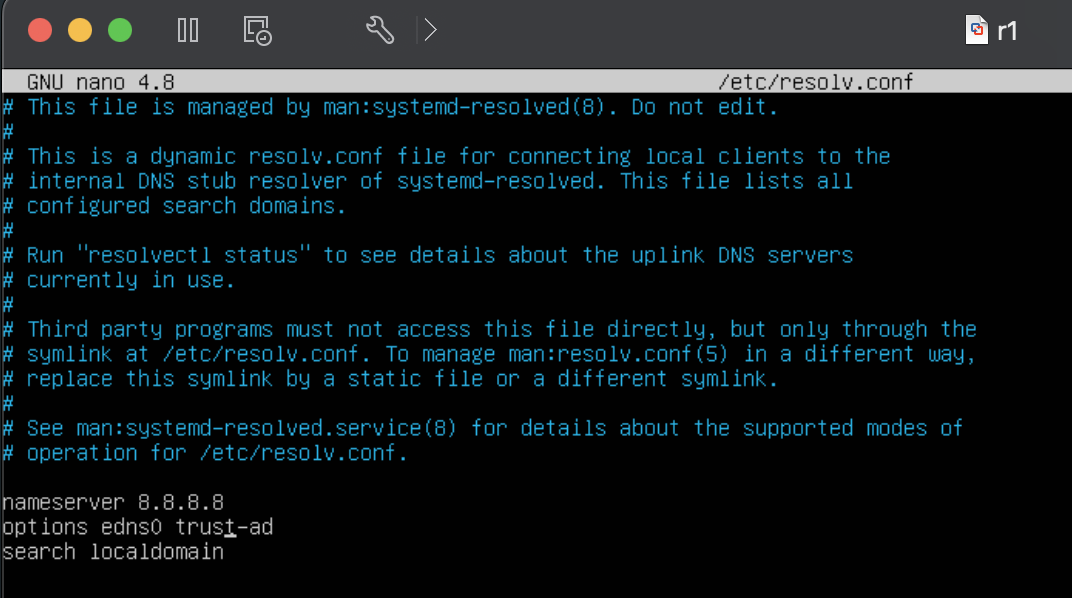 r1
GNU nano 4.8 /etc/resolv.conf
# This file is managed by man:systemd-resolved(8). Do not edit.
#
# This is a dynamic resolv.conf file for connecting local clients to the
# internal DNS stub resolver of systemd-resolved. This file lists all
# configured search domains.
#
# Run "resolvectl status" to see details about the uplink DNS servers
# currently in use.
#
# Third party programs must not access this file directly, but only through the
# symlink at /etc/resolv.conf. To manage man:resolv.conf(5) in a different way,
# replace this symlink by a static file or a different symlink.
#
# See man:systemd-resolved.service(8) for details about the supported modes of
# operation for /etc/resolv.conf.
nameserver 8.8.8.8
options edns0 trust-ad
search localdomain